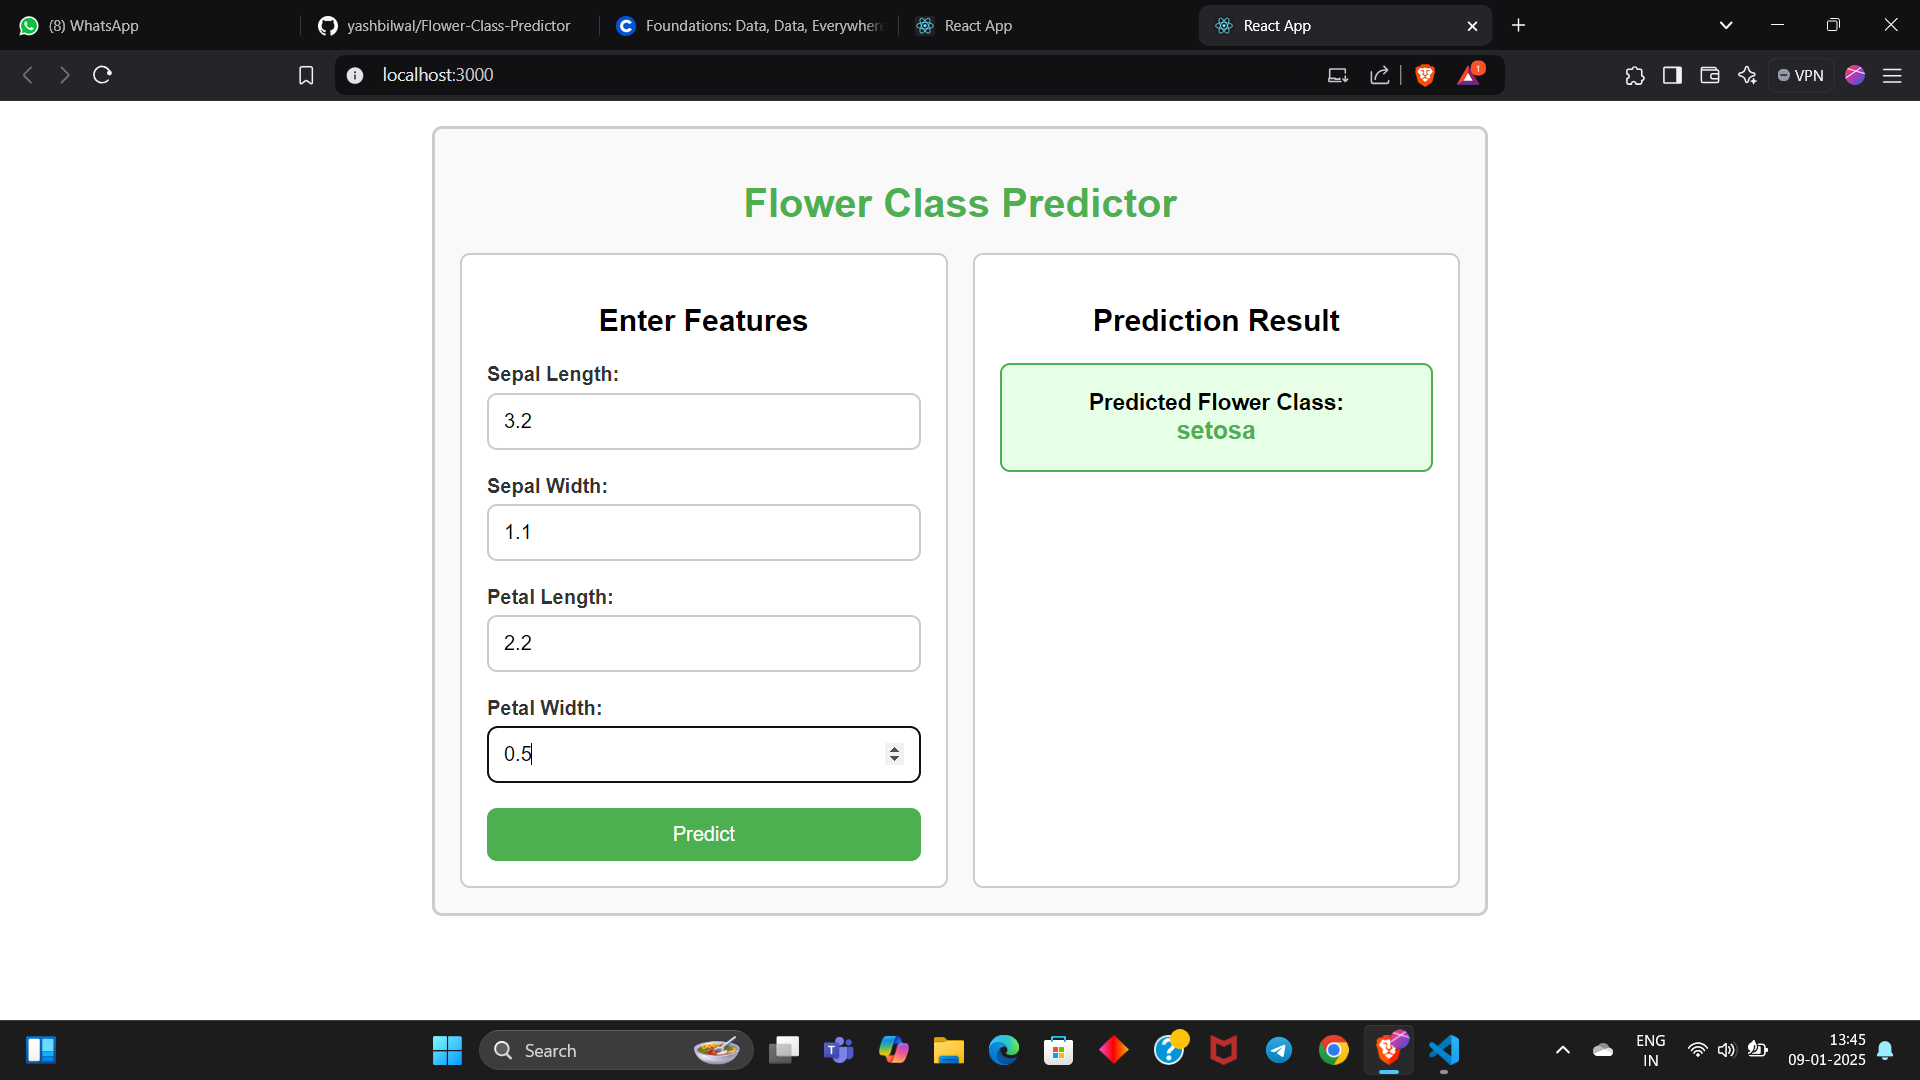 (8) WhatsApp
yashbilwal/Flower-Class-Predictor
Foundations: Data, Data, Everywhere
React App
React App
localhost:3000
1
VPN
Flower Class Predictor
Enter Features
Sepal Length:
3.2
Sepal Width:
1.1
Petal Length:
2.2
Petal Width:
0.5
Predict
Prediction Result
Predicted Flower Class:
setosa
Search
ENG
IN
13:45
09-01-2025